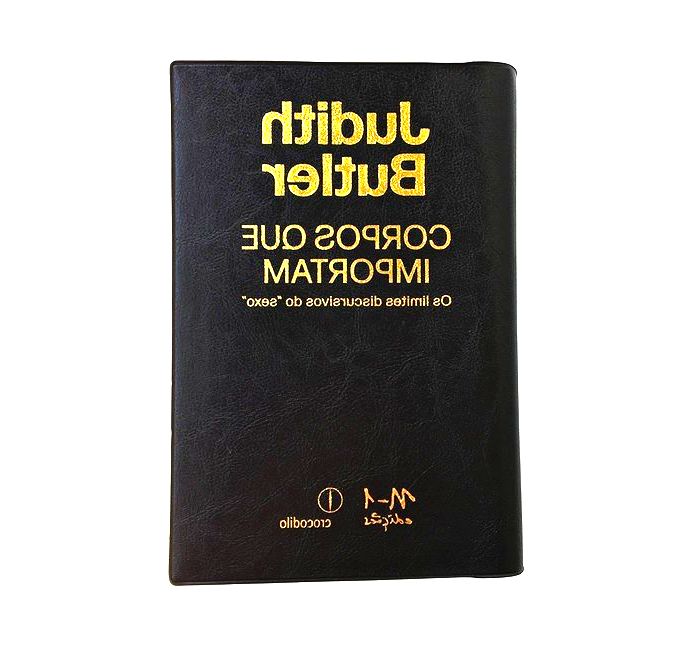 Judith
Butler
CORPOS QUE
IMPORTAM
Os limites discursivos do "sexo"
n-1
edições
crocodilo